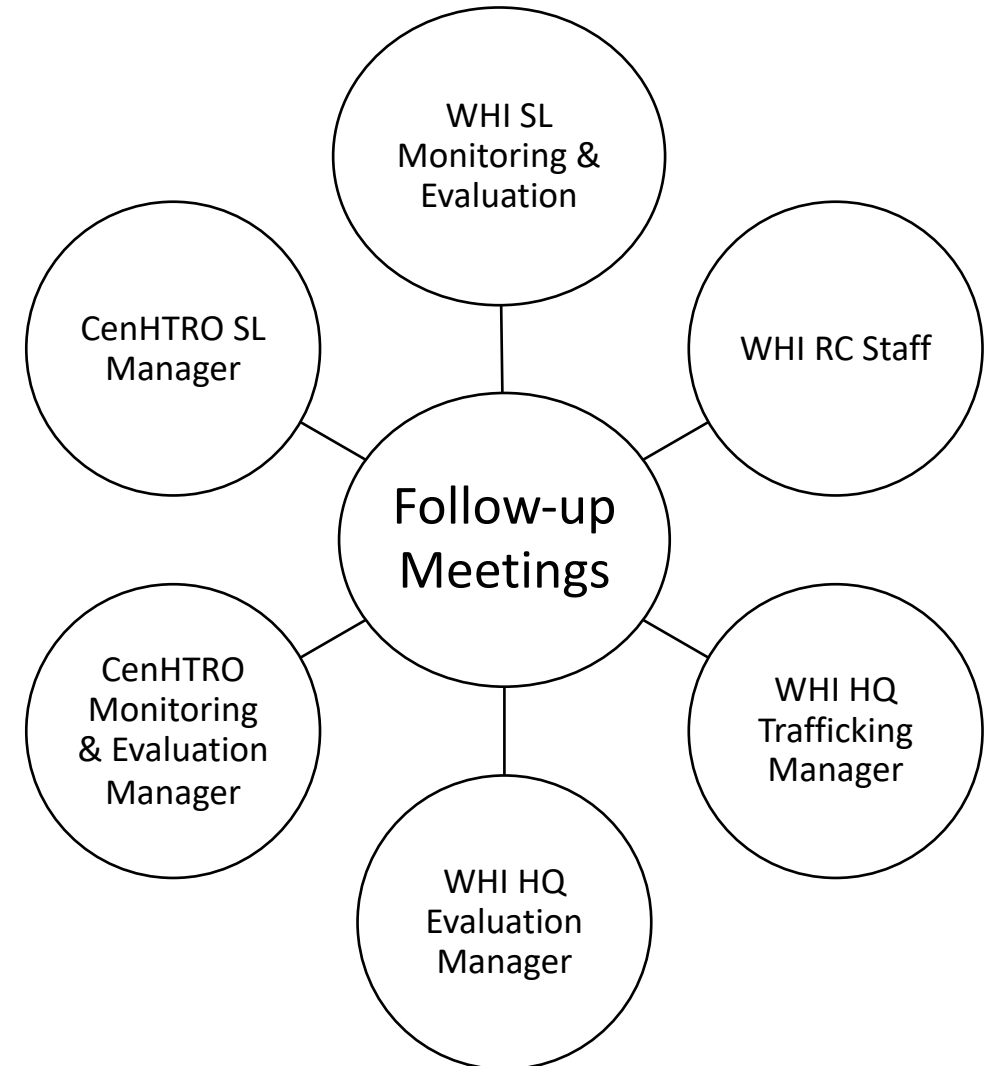 WHI SL
Monitoring &
Evaluation
CenHTRO SL
Manager
WHI RC Staff
Follow-up
Meetings
CenHTRO
Monitoring
& Evaluation
Manager
WHI HQ
Trafficking
Manager
WHI HQ
Evaluation
Manager